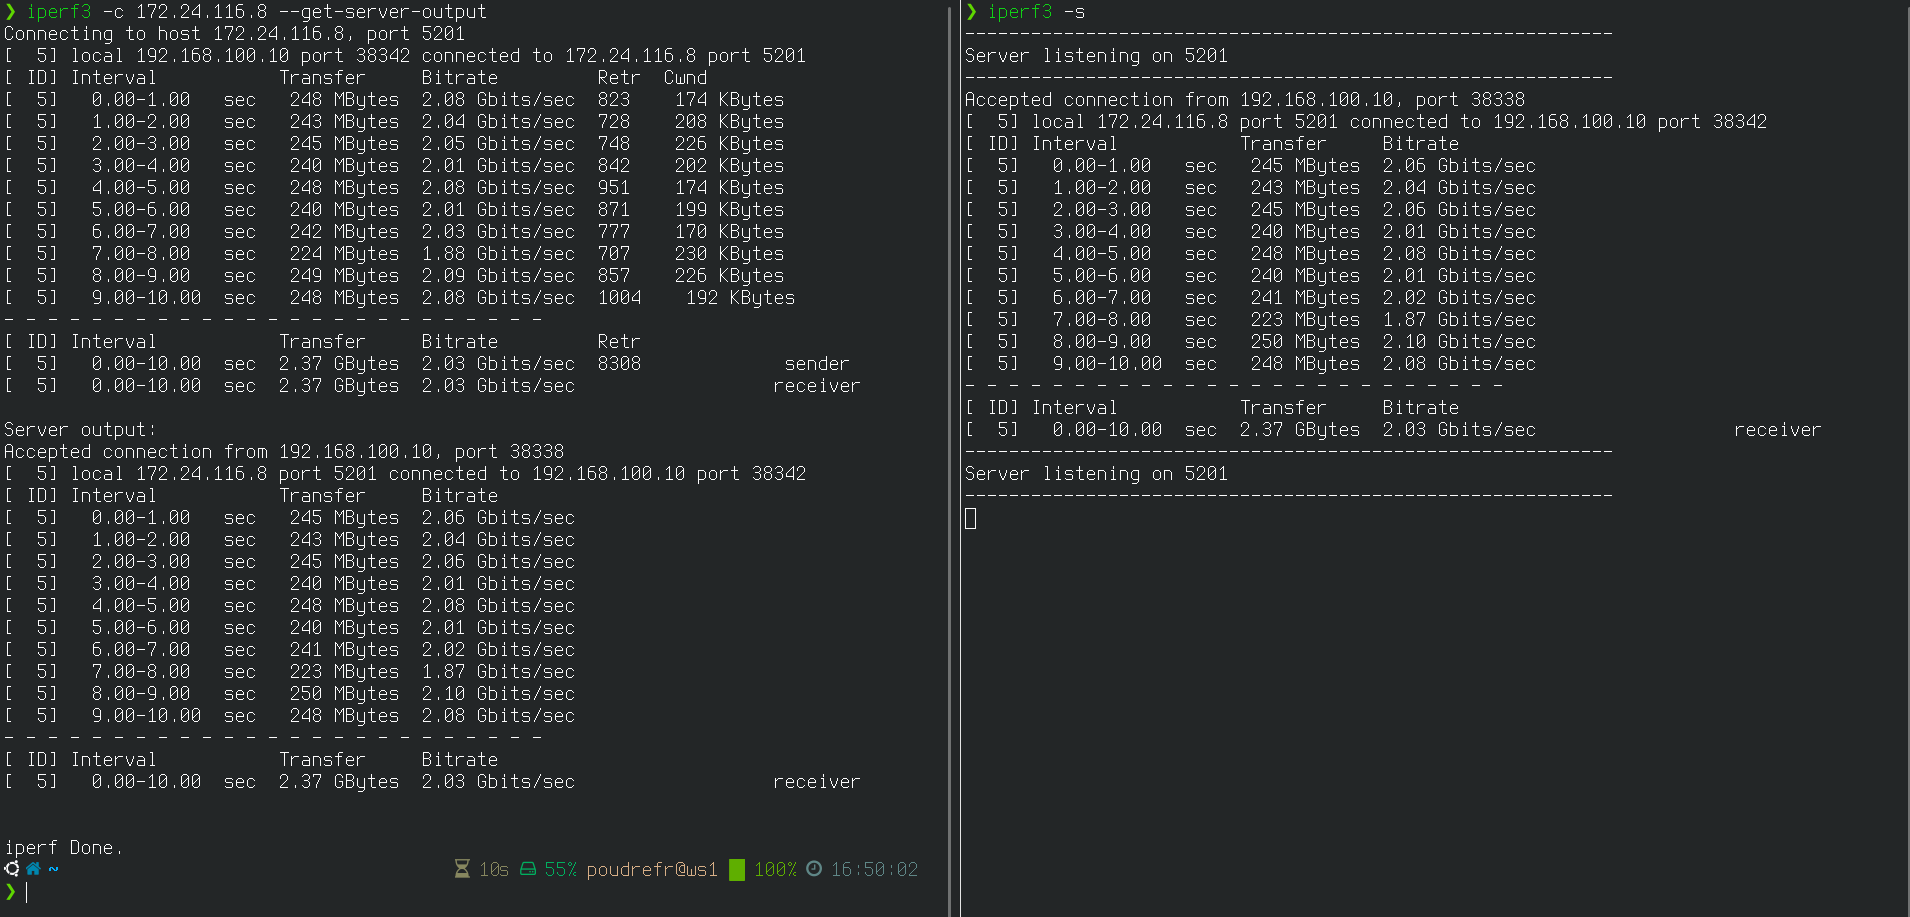 ❯ iperf3 -c 172.24.116.8 --get-server-output
Connecting to host 172.24.116.8, port 5201
[  5] local 192.168.100.10 port 38342 connected to 172.24.116.8 port 5201
[ ID] Interval           Transfer     Bitrate         Retr  Cwnd
[  5]   0.00-1.00   sec   248 MBytes  2.08 Gbits/sec  823    174 KBytes
[  5]   1.00-2.00   sec   243 MBytes  2.04 Gbits/sec  728    208 KBytes
[  5]   2.00-3.00   sec   245 MBytes  2.05 Gbits/sec  748    226 KBytes
[  5]   3.00-4.00   sec   240 MBytes  2.01 Gbits/sec  842    202 KBytes
[  5]   4.00-5.00   sec   248 MBytes  2.08 Gbits/sec  951    174 KBytes
[  5]   5.00-6.00   sec   240 MBytes  2.01 Gbits/sec  871    199 KBytes
[  5]   6.00-7.00   sec   242 MBytes  2.03 Gbits/sec  777    170 KBytes
[  5]   7.00-8.00   sec   224 MBytes  1.88 Gbits/sec  707    230 KBytes
[  5]   8.00-9.00   sec   249 MBytes  2.09 Gbits/sec  857    226 KBytes
[  5]   9.00-10.00  sec   248 MBytes  2.08 Gbits/sec  1004    192 KBytes
- - - - - - - - - - - - - - - - - - - - - - - - -
[ ID] Interval           Transfer     Bitrate         Retr
[  5]   0.00-10.00  sec  2.37 GBytes  2.03 Gbits/sec  8308             sender
[  5]   0.00-10.00  sec  2.37 GBytes  2.03 Gbits/sec                  receiver
Server output:
Accepted connection from 192.168.100.10, port 38338
[  5] local 172.24.116.8 port 5201 connected to 192.168.100.10 port 38342
[ ID] Interval           Transfer     Bitrate
[  5]   0.00-1.00   sec   245 MBytes  2.06 Gbits/sec
[  5]   1.00-2.00   sec   243 MBytes  2.04 Gbits/sec
[  5]   2.00-3.00   sec   245 MBytes  2.06 Gbits/sec
[  5]   3.00-4.00   sec   240 MBytes  2.01 Gbits/sec
[  5]   4.00-5.00   sec   248 MBytes  2.08 Gbits/sec
[  5]   5.00-6.00   sec   240 MBytes  2.01 Gbits/sec
[  5]   6.00-7.00   sec   241 MBytes  2.02 Gbits/sec
[  5]   7.00-8.00   sec   223 MBytes  1.87 Gbits/sec
[  5]   8.00-9.00   sec   250 MBytes  2.10 Gbits/sec
[  5]   9.00-10.00  sec   248 MBytes  2.08 Gbits/sec
- - - - - - - - - - - - - - - - - - - - - - - - -
[ ID] Interval           Transfer     Bitrate
[  5]   0.00-10.00  sec  2.37 GBytes  2.03 Gbits/sec                  receiver
iperf Done.
~ 10s 55% poudrefr@ws1 100% 16:50:02
❯
❯ iperf3 -s
-----------------------------------------------------------
Server listening on 5201
-----------------------------------------------------------
Accepted connection from 192.168.100.10, port 38338
[  5] local 172.24.116.8 port 5201 connected to 192.168.100.10 port 38342
[ ID] Interval           Transfer     Bitrate
[  5]   0.00-1.00   sec   245 MBytes  2.06 Gbits/sec
[  5]   1.00-2.00   sec   243 MBytes  2.04 Gbits/sec
[  5]   2.00-3.00   sec   245 MBytes  2.06 Gbits/sec
[  5]   3.00-4.00   sec   240 MBytes  2.01 Gbits/sec
[  5]   4.00-5.00   sec   248 MBytes  2.08 Gbits/sec
[  5]   5.00-6.00   sec   240 MBytes  2.01 Gbits/sec
[  5]   6.00-7.00   sec   241 MBytes  2.02 Gbits/sec
[  5]   7.00-8.00   sec   223 MBytes  1.87 Gbits/sec
[  5]   8.00-9.00   sec   250 MBytes  2.10 Gbits/sec
[  5]   9.00-10.00  sec   248 MBytes  2.08 Gbits/sec
- - - - - - - - - - - - - - - - - - - - - - - - -
[ ID] Interval           Transfer     Bitrate
[  5]   0.00-10.00  sec  2.37 GBytes  2.03 Gbits/sec                  receiver
-----------------------------------------------------------
Server listening on 5201
-----------------------------------------------------------